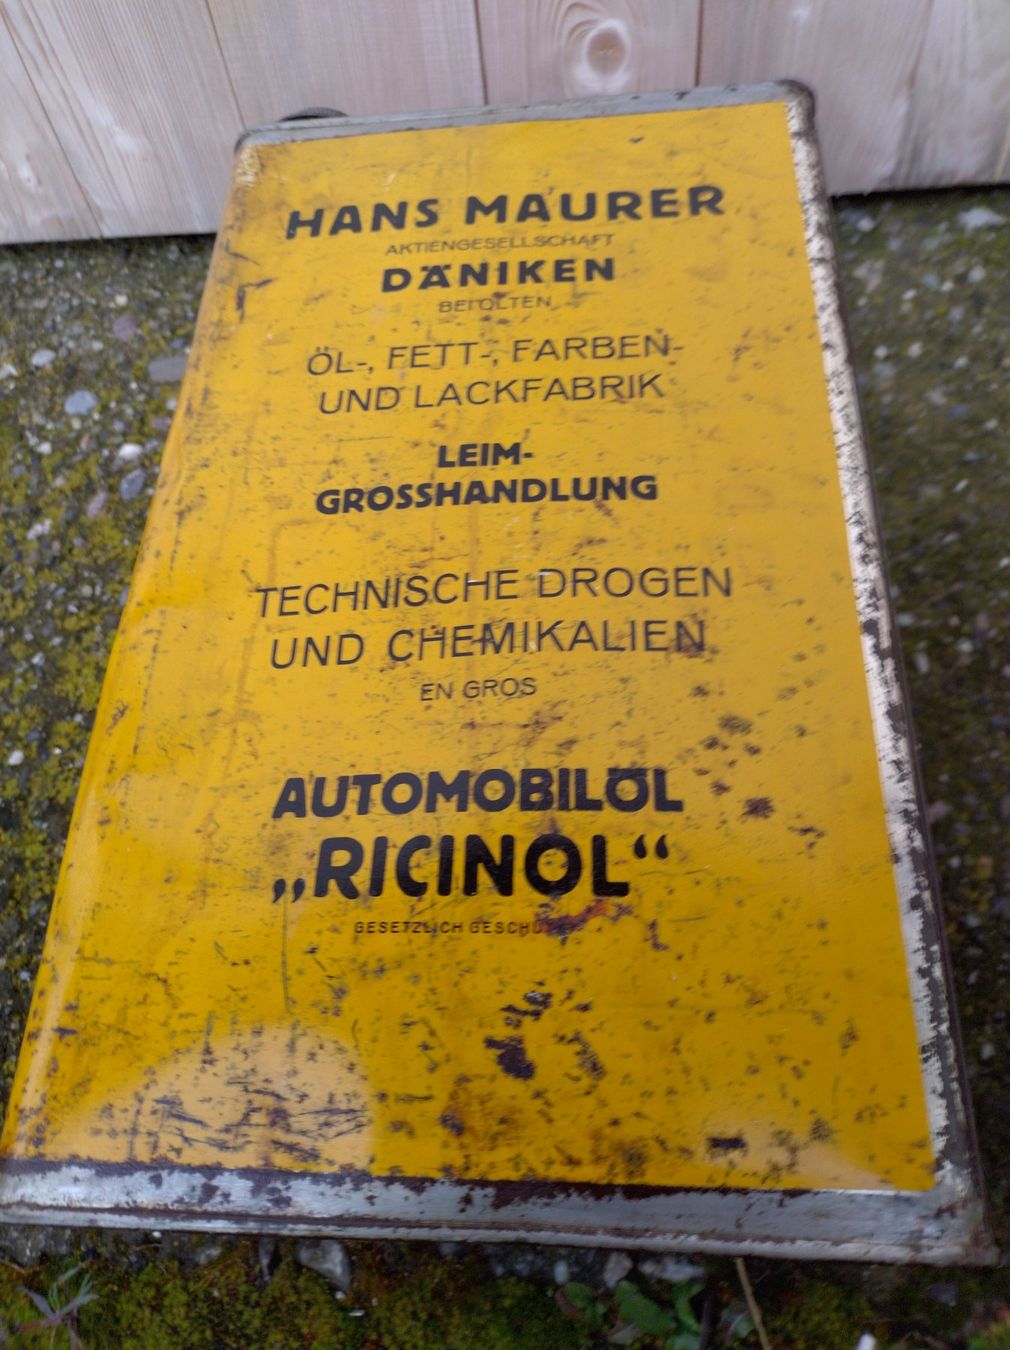 HANS MAURER
AKTIENGESELLSCHAFT
DÄNIKEN
BEI OLTEN
ÖL-, FETT-, FARBEN-
UND LACKFABRIK
LEIM-
GROSSHANDLUNG
TECHNISCHE DROGEN
UND CHEMIKALIEN
EN GROS
AUTOMOBILÖL
„RICINOL“
GESETZLICH